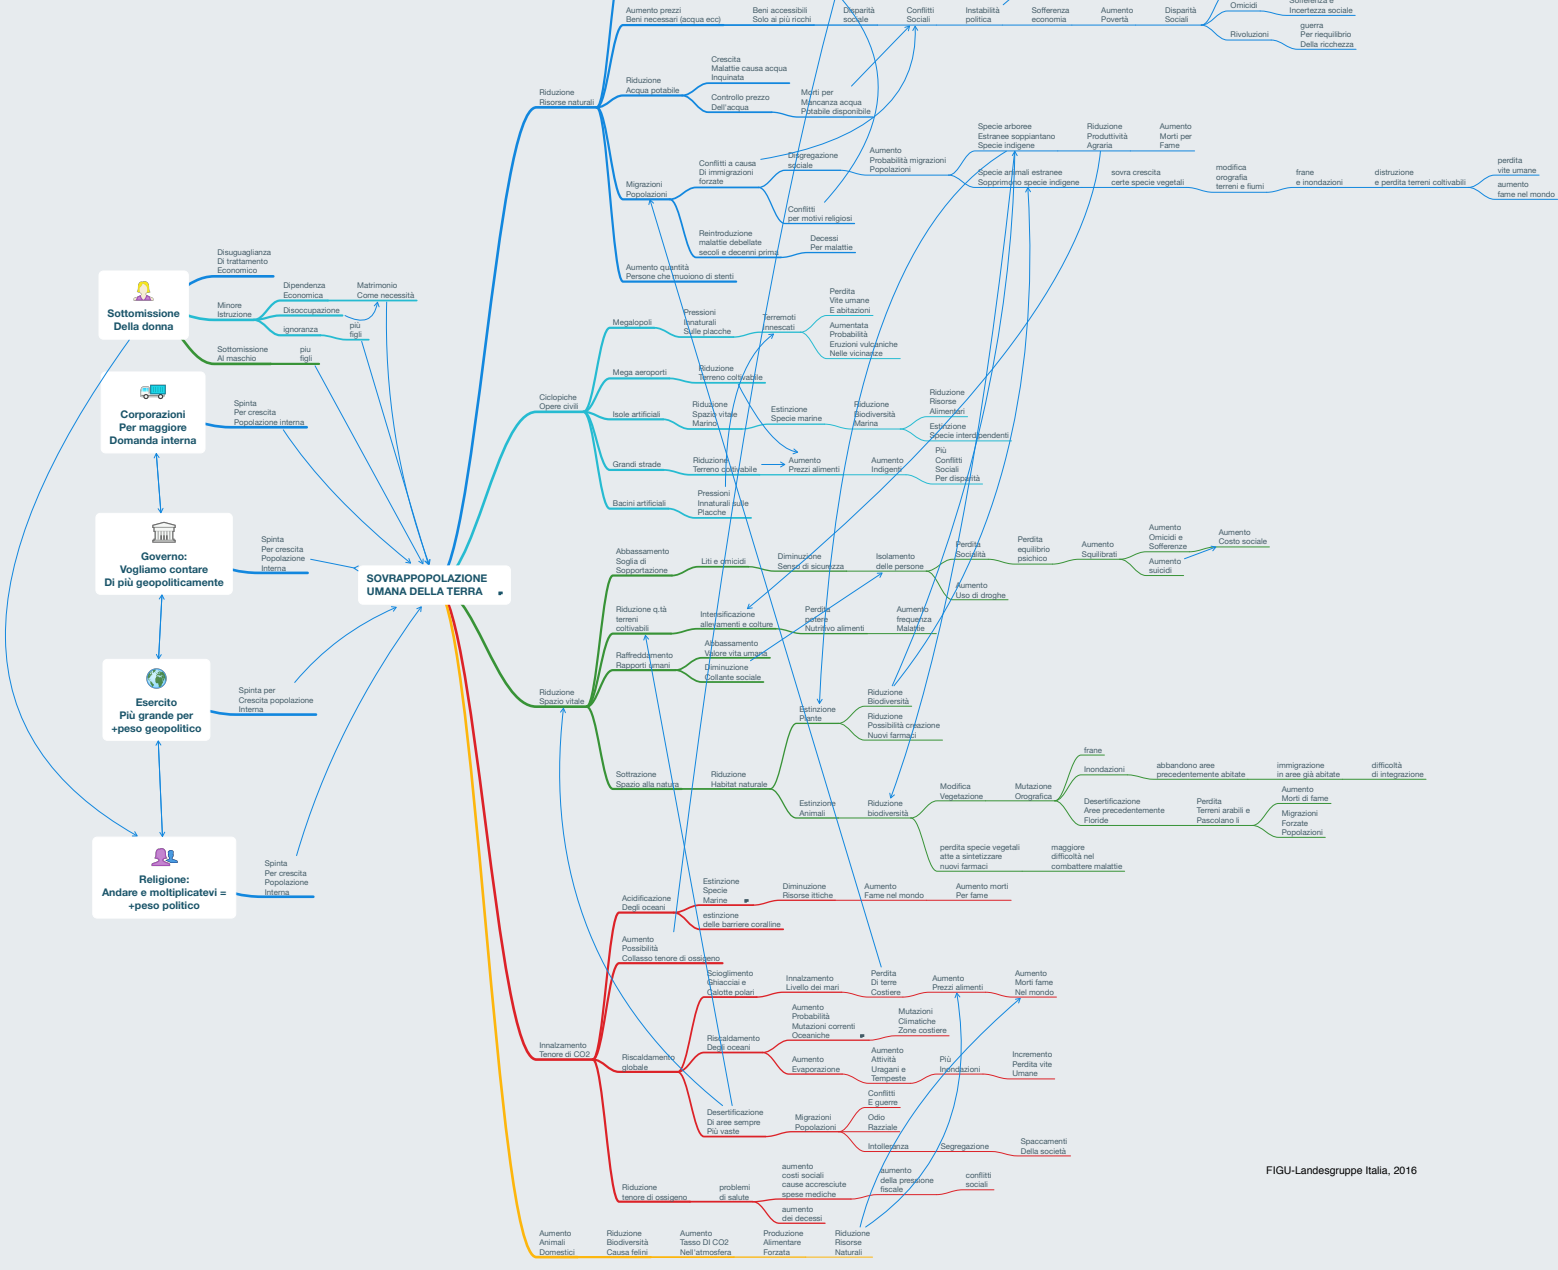 Aumento prezzi
Beni necessari (acqua ecc)
Beni accessibili
Solo ai più ricchi
Disparità
sociale
Conflitti
Sociali
Instabilità
politica
Sofferenza
economia
Aumento
Povertà
Disparità
Sociali
Omicidi
Sofferenza e
Incertezza sociale
Rivoluzioni
guerra
Per riequilibrio
Della ricchezza
Riduzione
Risorse naturali
Riduzione
Acqua potabile
Crescita
Malattie causa acqua
Inquinata
Controllo prezzo
Dell'acqua
Morti per
Mancanza acqua
Potabile disponibile
Migrazioni
Popolazioni
Conflitti a causa
Di immigrazioni
forzate
Disgregazione
sociale
Aumento
Probabilità migrazioni
Popolazioni
Specie arboree
Estranee soppiantano
Specie indigene
Riduzione
Produttività
Agraria
Aumento
Morti per
Fame
Specie animali estranee
Sopprimono specie indigene
sovra crescita
certe specie vegetali
modifica
orografia
terreni e fiumi
frane
e inondazioni
distruzione
e perdita terreni coltivabili
perdita
vite umane
aumento
fame nel mondo
Conflitti
per motivi religiosi
Reintroduzione
malattie debellate
secoli e decenni prima
Decessi
Per malattie
Aumento quantità
Persone che muoiono di stenti
Sottomissione
Della donna
Disuguaglianza
Di trattamento
Economico
Minore
Istruzione
Dipendenza
Economica
Matrimonio
Come necessità
Disoccupazione
ignoranza
più
figli
Sottomissione
Al maschio
piu
figli
Corporazioni
Per maggiore
Domanda interna
Spinta
Per crescita
Popolazione interna
Governo:
Vogliamo contare
Di più geopoliticamente
Spinta
Per crescita
Popolazione
Interna
SOVRAPPOPOLAZIONE
UMANA DELLA TERRA
Esercito
Più grande per
+peso geopolitico
Spinta per
Crescita popolazione
Interna
Religione:
Andare e moltiplicatevi =
+peso politico
Spinta
Per crescita
Popolazione
Interna
Ciclopiche
Opere civili
Megalopoli
Pressioni
Innaturali
Sulle placche
Terremoti
innescati
Perdita
Vite umane
E abitazioni
Aumentata
Probabilità
Eruzioni vulcaniche
Nelle vicinanze
Mega aeroporti
Riduzione
Terreno coltivabile
Isole artificiali
Riduzione
Spazio vitale
Marino
Estinzione
Specie marine
Riduzione
Biodiversità
Marina
Riduzione
Risorse
Alimentari
Estinzione
Specie interdipendenti
Grandi strade
Riduzione
Terreno coltivabile
Aumento
Prezzi alimenti
Aumento
Indigenti
Più
Conflitti
Sociali
Per disparità
Bacini artificiali
Pressioni
Innaturali sulle
Placche
Riduzione
Spazio vitale
Abbassamento
Soglia di
Sopportazione
Liti e omicidi
Diminuzione
Senso di sicurezza
Isolamento
delle persone
Perdita
Socialità
Perdita
equilibrio
psichico
Aumento
Squilibrati
Aumento
Omicidi e
Sofferenze
Aumento
suicidi
Aumento
Costo sociale
Aumento
Uso di droghe
Riduzione q.tà
terreni
coltivabili
Intensificazione
allevamenti e colture
Perdita
potere
Nutritivo alimenti
Aumento
frequenza
Malattie
Raffreddamento
Rapporti umani
Abbassamento
Valore vita umana
Diminuzione
Collante sociale
Sottrazione
Spazio alla natura
Riduzione
Habitat naturale
Estinzione
Piante
Riduzione
Biodiversità
Riduzione
Possibilità creazione
Nuovi farmaci
Estinzione
Animali
Riduzione
biodiversità
Modifica
Vegetazione
Mutazione
Orografica
frane
Inondazioni
abbandono aree
precedentemente abitate
immigrazione
in aree già abitate
difficoltà
di integrazione
Desertificazione
Aree precedentemente
Floride
Perdita
Terreni arabili e
Pascolano li
Aumento
Morti di fame
Migrazioni
Forzate
Popolazioni
perdita specie vegetali
atte a sintetizzare
nuovi farmaci
maggiore
difficoltà nel
combattere malattie
Innalzamento
Tenore di CO2
Acidificazione
Degli oceani
Estinzione
Specie
Marine
Diminuzione
Risorse ittiche
Aumento
Fame nel mondo
Aumento morti
Per fame
estinzione
delle barriere coralline
Aumento
Possibilità
Collasso tenore di ossigeno
Riscaldamento
globale
Scioglimento
Ghiacciai e
Calotte polari
Innalzamento
Livello dei mari
Perdita
Di terre
Costiere
Aumento
Prezzi alimenti
Aumento
Morti fame
Nel mondo
Riscaldamento
Degli oceani
Aumento
Probabilità
Mutazioni correnti
Oceaniche
Mutazioni
Climatiche
Zone costiere
Aumento
Evaporazione
Aumento
Attività
Uragani e
Tempeste
Più
Inondazioni
Incremento
Perdita vite
Umane
Desertificazione
Di aree sempre
Più vaste
Migrazioni
Popolazioni
Conflitti
E guerre
Odio
Razziale
Intolleranza
Segregazione
Spaccamenti
Della società
Riduzione
tenore di ossigeno
problemi
di salute
aumento
costi sociali
cause accresciute
spese mediche
aumento
della pressione
fiscale
conflitti
sociali
aumento
dei decessi
Aumento
Animali
Domestici
Riduzione
Biodiversità
Causa felini
Aumento
Tasso DI CO2
Nell'atmosfera
Produzione
Alimentare
Forzata
Riduzione
Risorse
Naturali
FIGU-Landesgruppe Italia, 2016